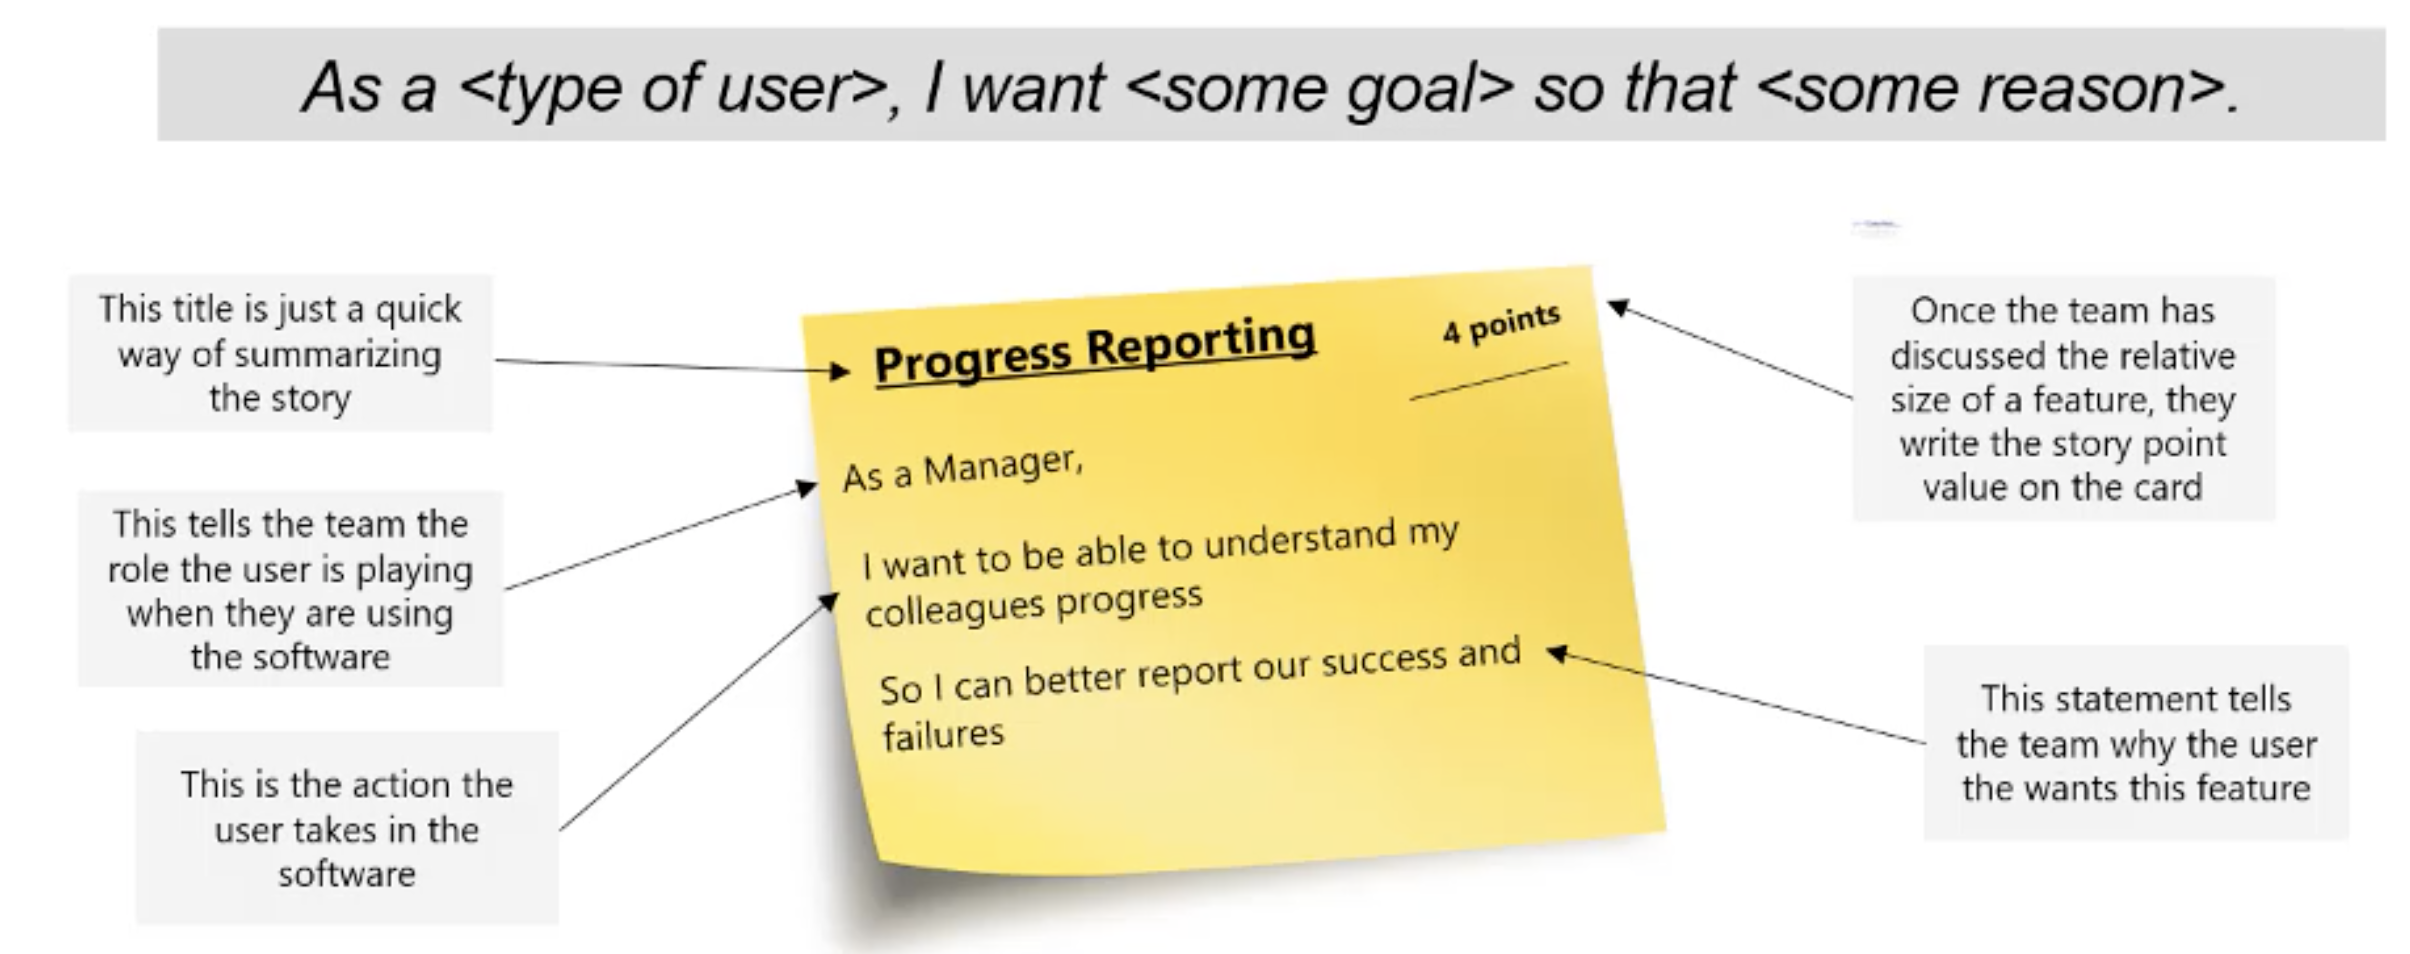 As a <type of user>, I want <some goal> so that <some reason>.
This title is just a quick
way of summarizing
the story
This tells the team the
role the user is playing
when they are using
the software
This is the action the
user takes in the
software
Progress Reporting
4 points
As a Manager,
I want to be able to understand my
colleagues progress
So I can better report our success and
failures
Once the team has
discussed the relative
size of a feature, they
write the story point
value on the card
This statement tells
the team why the user
the wants this feature